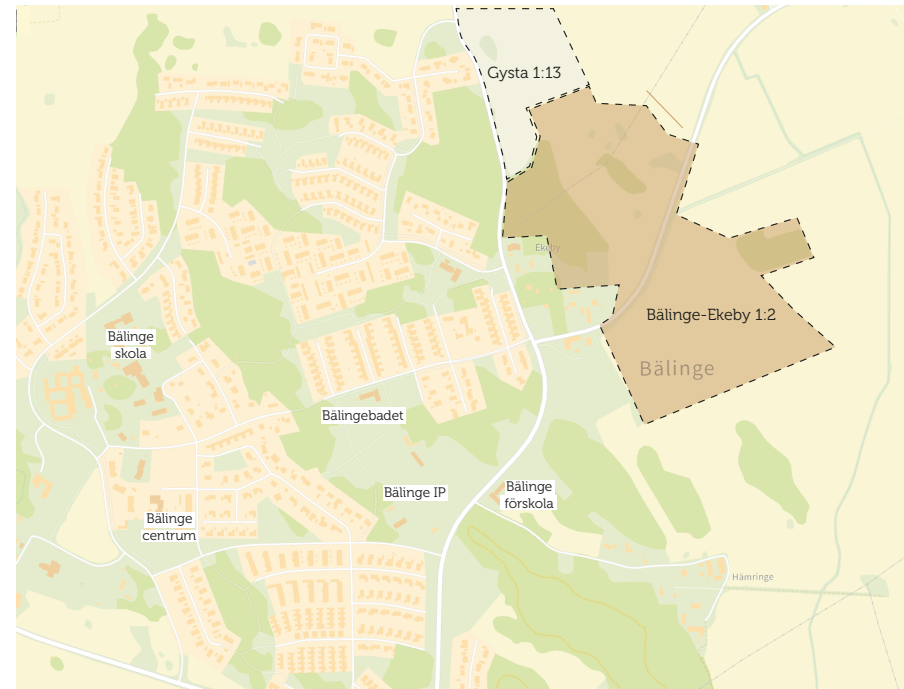 Gysta 1:13
Ekeby
Bälinge-Ekeby 1:2
Bälinge
skola
Bälinge
Bälingebadet
Bälinge IP
Bälinge
förskola
Bälinge
centrum
Hämringe